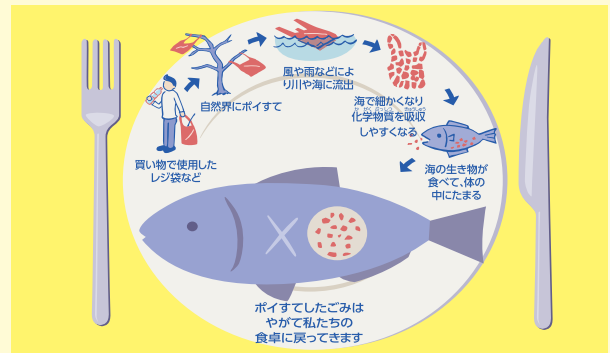 買い物で使用した
レジ袋など
自然界にポイすて
風や雨などによ
り川や海に流出
海で細かくなり
化学物質を吸収
しやすくなる
海の生き物が
食べて、体の
中にたまる
ポイすてしたごみは
やがて私たちの
食卓に戻ってきます